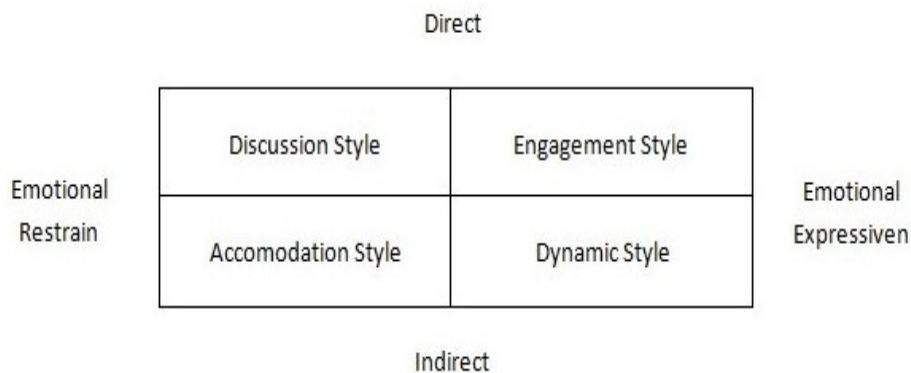 Direct
Discussion Style
Engagement Style
Emotional
Restrain
Emotional
Expressiven
Accomodation Style
Dynamic Style
Indirect